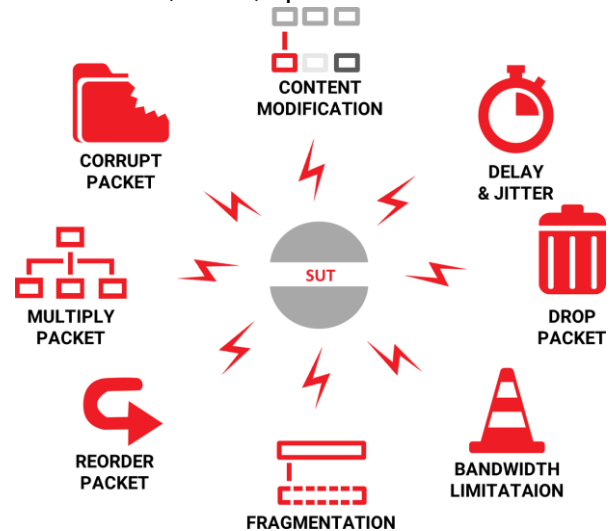 CONTENT
MODIFICATION
CORRUPT
PACKET
DELAY
& JITTER
SUT
MULTIPLY
PACKET
DROP
PACKET
REORDER
PACKET
BANDWIDTH
LIMITATAION
FRAGMENTATION